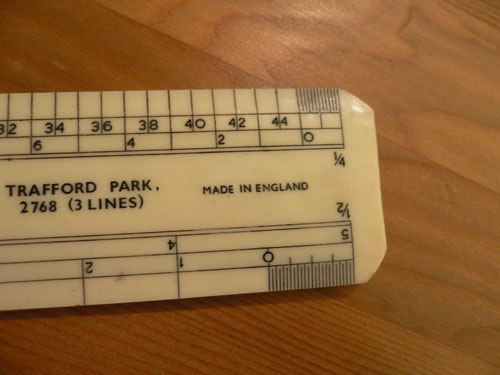 32 34 36 38 40 42 44
6 4 2 0
1/4
TRAFFORD PARK,
MADE IN ENGLAND
2768 (3 LINES)
1/2
4 5
2 1 0